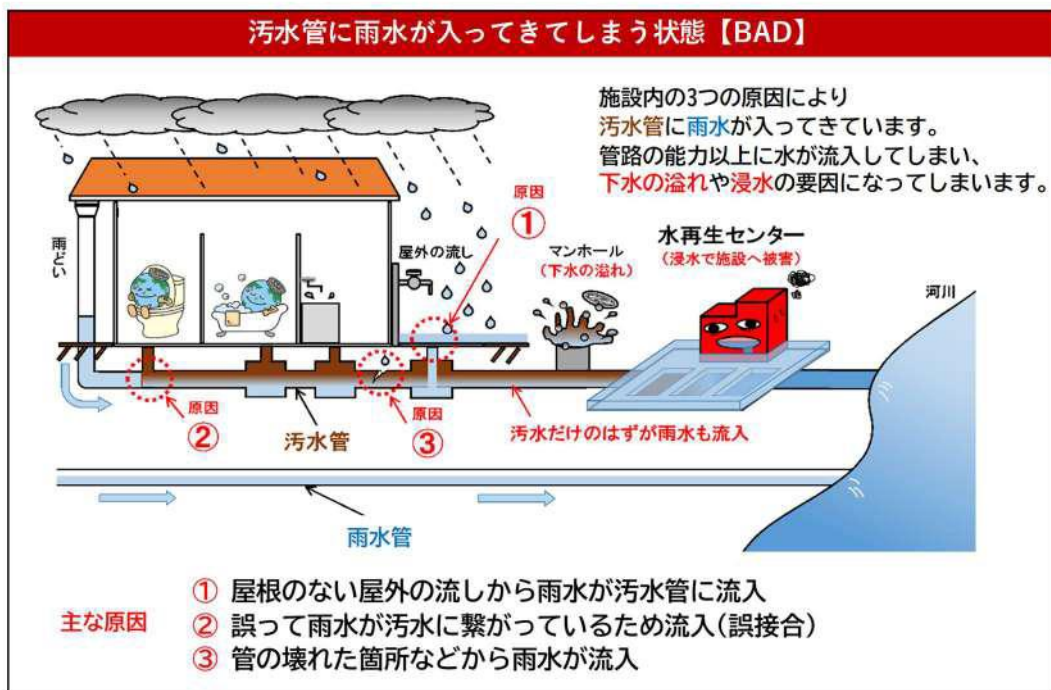 汚水管に雨水が入ってきてしまう状態【BAD】
施設内の3つの原因により
汚水管に雨水が入ってきています。
管路の能力以上に水が流入してしまい、
下水の溢れや浸水の要因になってしまいます。
原因
①
雨どい
屋外の流し
マンホール
(下水の溢れ)
水再生センター
(浸水で施設へ被害)
河川
原因
②
汚水管
原因
③
汚水だけのはずが雨水も流入
雨水管
主な原因
① 屋根のない屋外の流しから雨水が汚水管に流入
② 誤って雨水が汚水に繋がっているため流入(誤接合)
③ 管の壊れた箇所などから雨水が流入